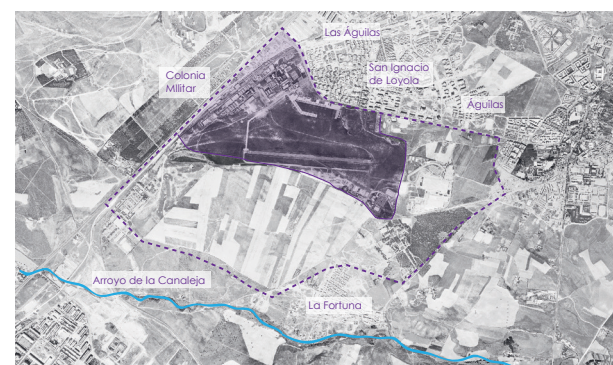 Las Águilas
Colonia
Militar
San Ignacio
de Loyola
Águilas
Arroyo de la Canaleja
La Fortuna